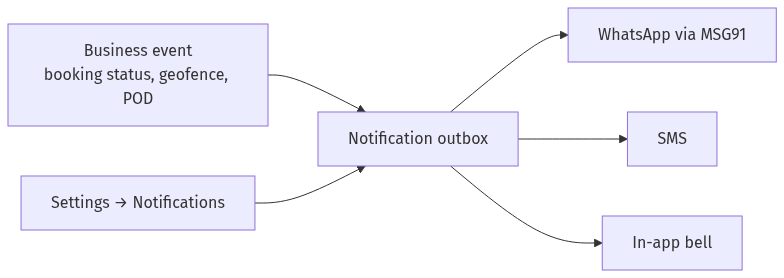 Business event
booking status, geofence,
POD
Settings → Notifications
Notification outbox
WhatsApp via MSG91
SMS
In-app bell